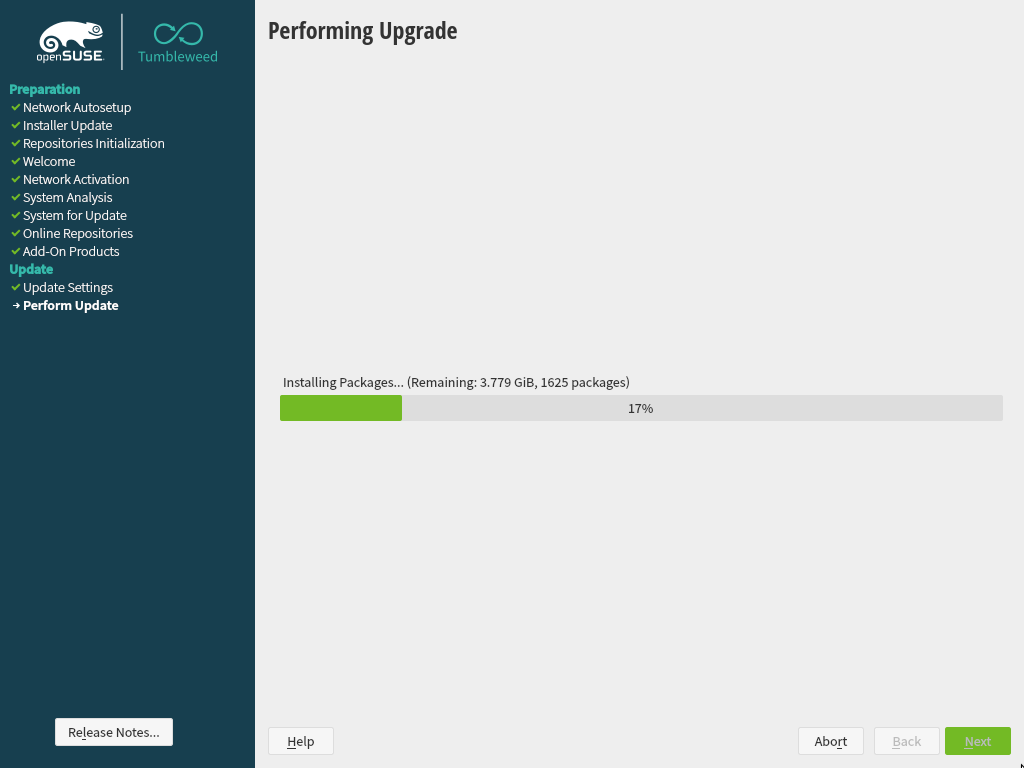 openSUSE
Tumbleweed
Preparation
Network Autosetup
Installer Update
Repositories Initialization
Welcome
Network Activation
System Analysis
System for Update
Online Repositories
Add-On Products
Update
Update Settings
Perform Update
Release Notes...
Performing Upgrade
Installing Packages... (Remaining: 3.779 GiB, 1625 packages)
17%
Help
Abort
Back
Next